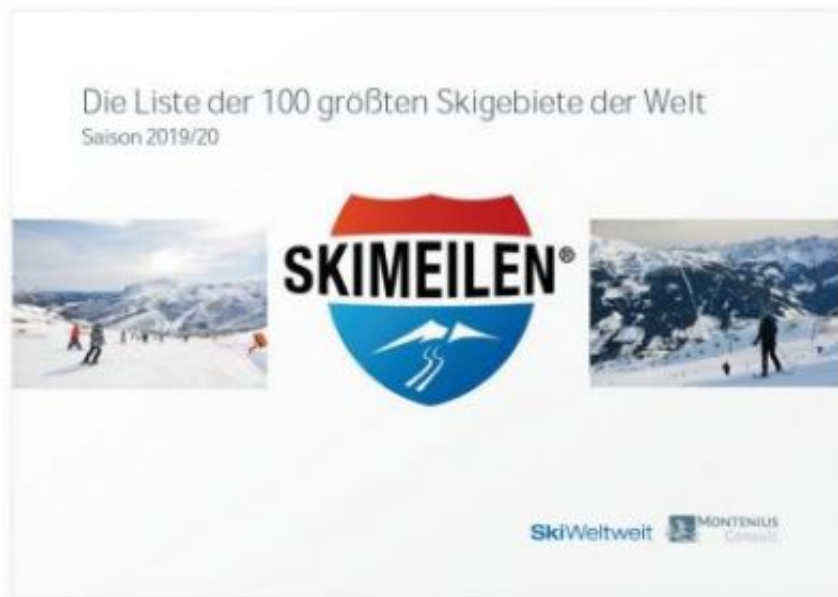 Die Liste der 100 größten Skigebiete der Welt
Saison 2019/20
SKIMEILEN®
SkiWeltweit
MONTENIUS
Consult